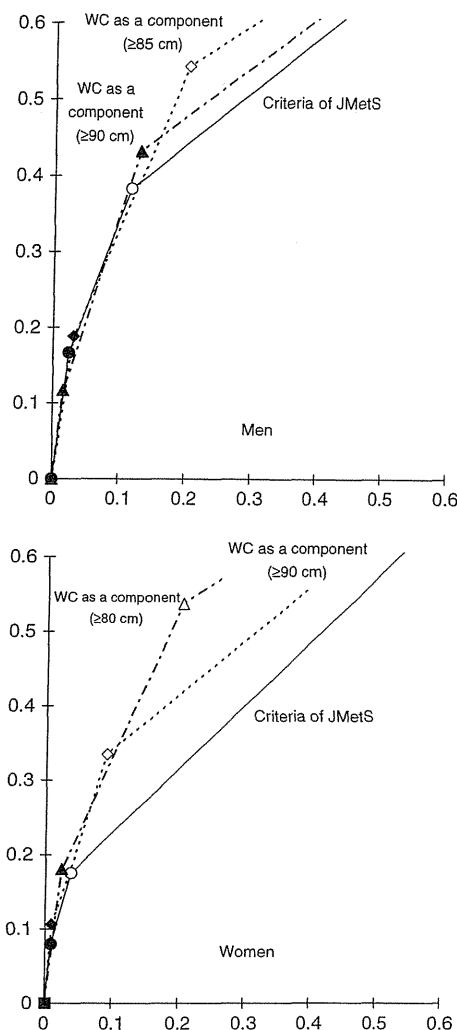 0.6
WC as a component
(≥85 cm)
0.5
WC as a
component
(≥90 cm)
Criteria of JMetS
0.4
0.3
0.2
0.1
Men
0
0 0.1 0.2 0.3 0.4 0.5 0.6
0.6
WC as a component
(≥90 cm)
WC as a component
(≥80 cm)
0.5
Criteria of JMetS
0.4
0.3
0.2
0.1
Women
0
0 0.1 0.2 0.3 0.4 0.5 0.6